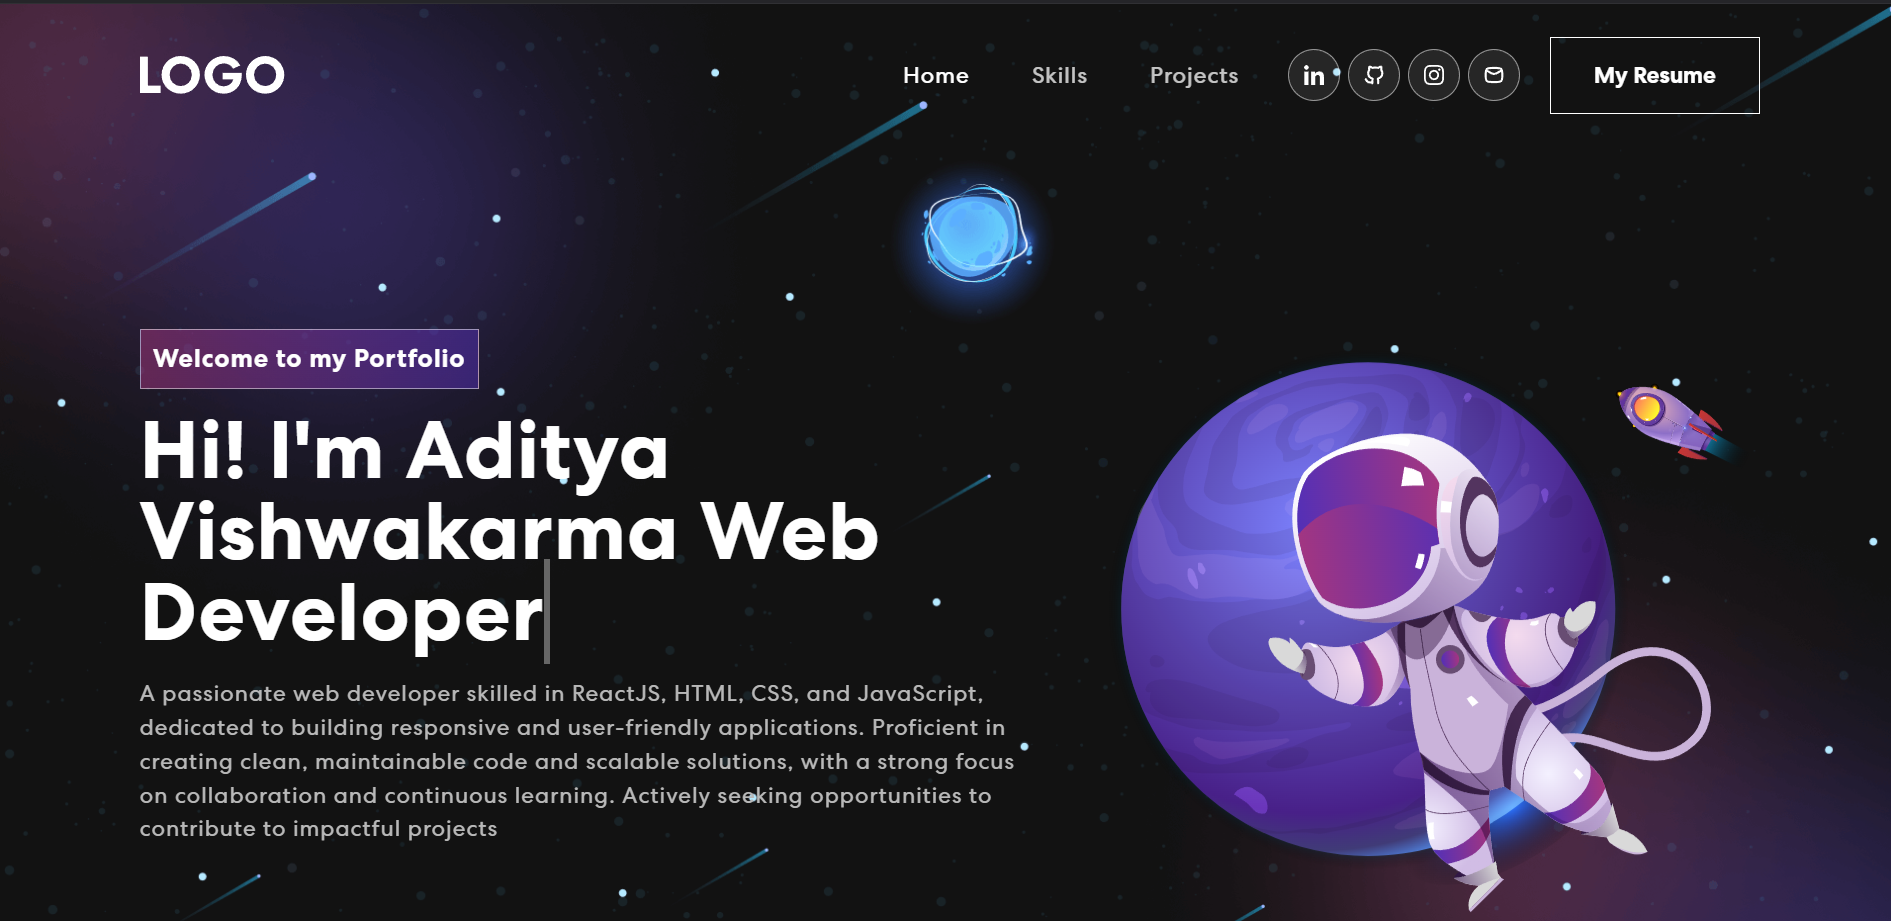 LOGO
Home Skills Projects in My Resume
Welcome to my Portfolio
Hi! I'm Aditya
Vishwakarma Web
Developer
A passionate web developer skilled in ReactJS, HTML, CSS, and JavaScript,
dedicated to building responsive and user-friendly applications. Proficient in
creating clean, maintainable code and scalable solutions, with a strong focus
on collaboration and continuous learning. Actively seeking opportunities to
contribute to impactful projects